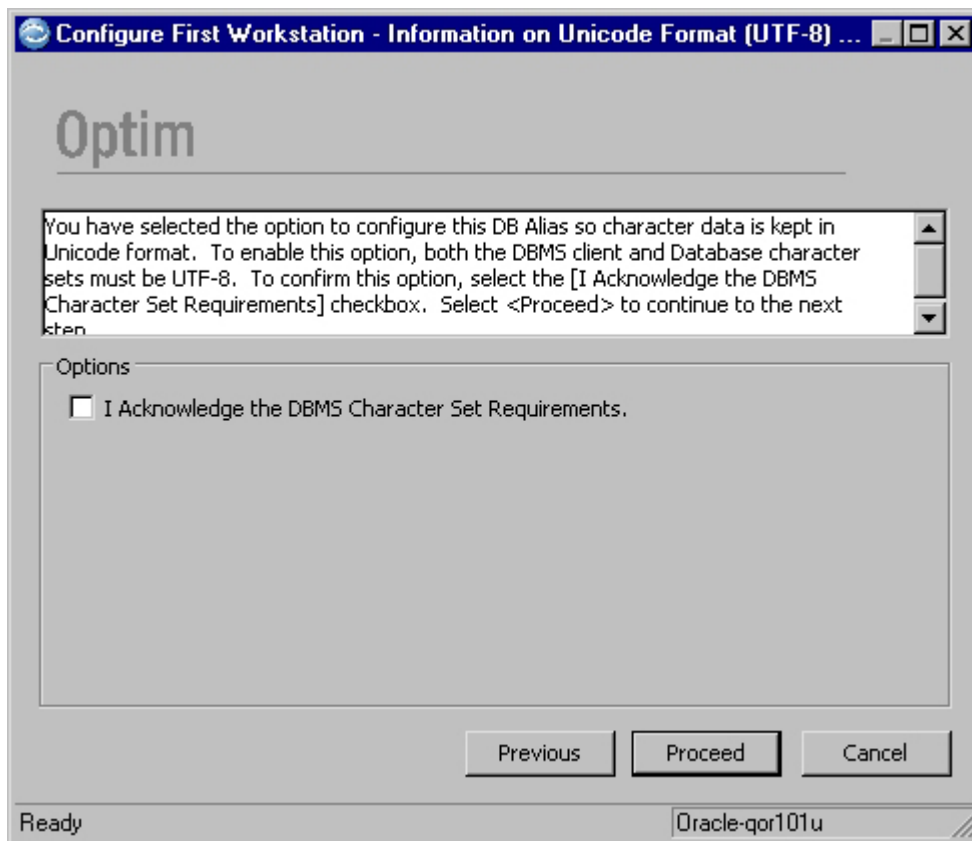 Configure First Workstation - Information on Unicode Format (UTF-8) ...
Optim
You have selected the option to configure this DB Alias so character data is kept in
Unicode format.  To enable this option, both the DBMS client and Database character
sets must be UTF-8.  To confirm this option, select the [I Acknowledge the DBMS
Character Set Requirements] checkbox.  Select <Proceed> to continue to the next
step
Options
I Acknowledge the DBMS Character Set Requirements.
Previous
Proceed
Cancel
Ready
Oracle-qor101u